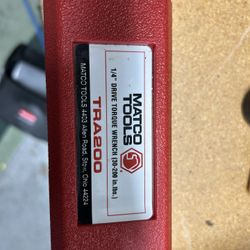 MATCO
TOOLS
1/4" DRIVE TORQUE WRENCH (30-200 in. lbs.)
TRA200
MATCO TOOLS 4403 Allen Road, Stow, Ohio 44224